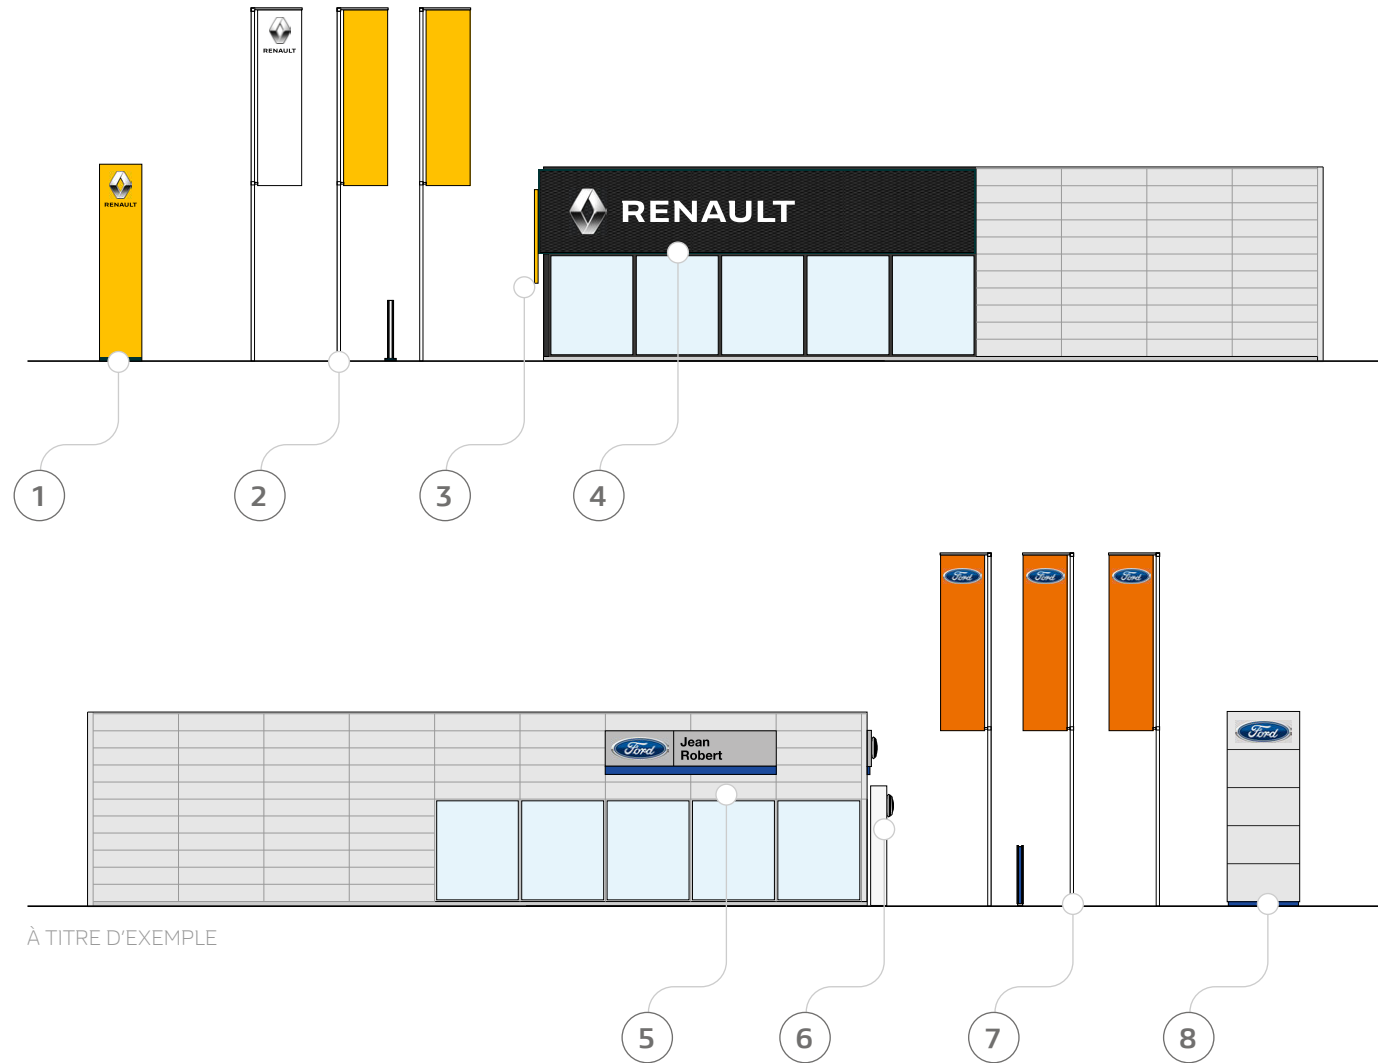 RENAULT
RENAULT
RENAULT
1
2
3
4
Ford
Ford
Ford
Ford
Jean
Robert
Ford
À TITRE D'EXEMPLE
5
6
7
8